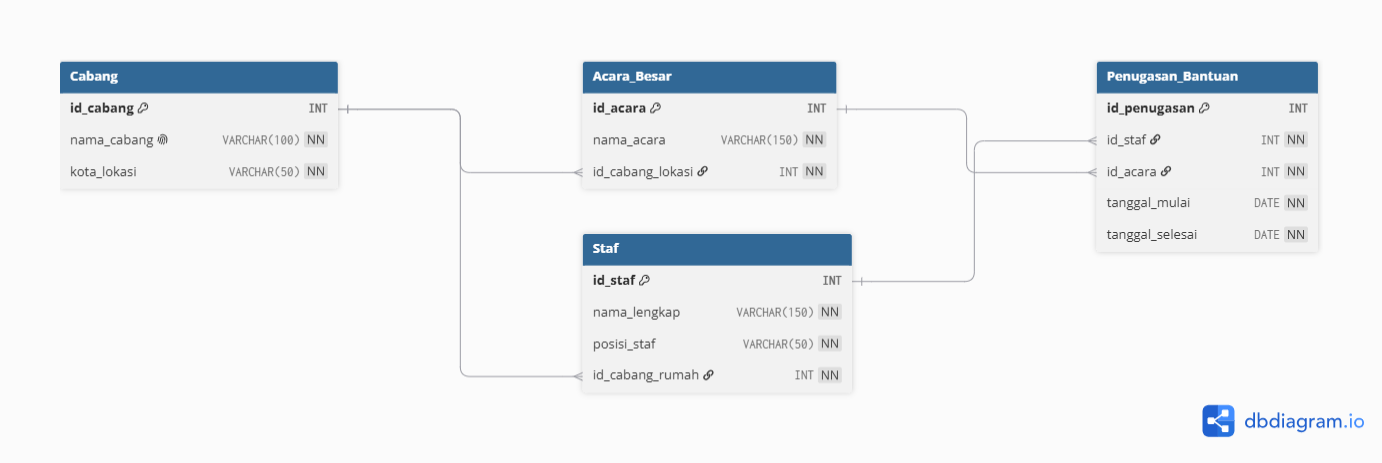 Cabang
id_cabang INT
nama_cabang VARCHAR(100) NN
kota_lokasi VARCHAR(50) NN
Acara_Besar
id_acara INT
nama_acara VARCHAR(150) NN
id_cabang_lokasi INT NN
Staf
id_staf INT
nama_lengkap VARCHAR(150) NN
posisi_staf VARCHAR(50) NN
id_cabang_rumah INT NN
Penugasan_Bantuan
id_penugasan INT
id_staf INT NN
id_acara INT NN
tanggal_mulai DATE NN
tanggal_selesai DATE NN
dbdiagram.io